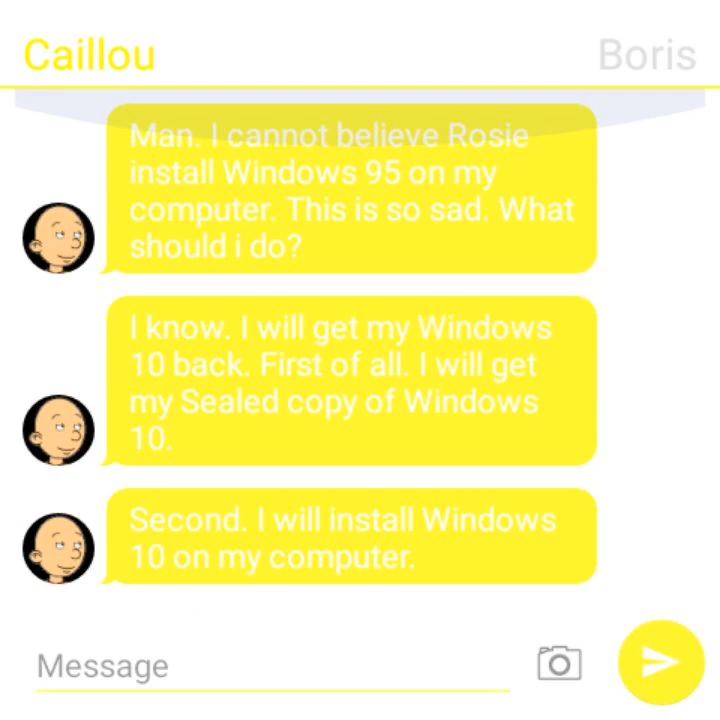 Caillou
Boris
Man. I cannot believe Rosie
install Windows 95 on my
computer. This is so sad. What
should i do?
I know. I will get my Windows
10 back. First of all. I will get
my Sealed copy of Windows
10.
Second. I will install Windows
10 on my computer.
Message